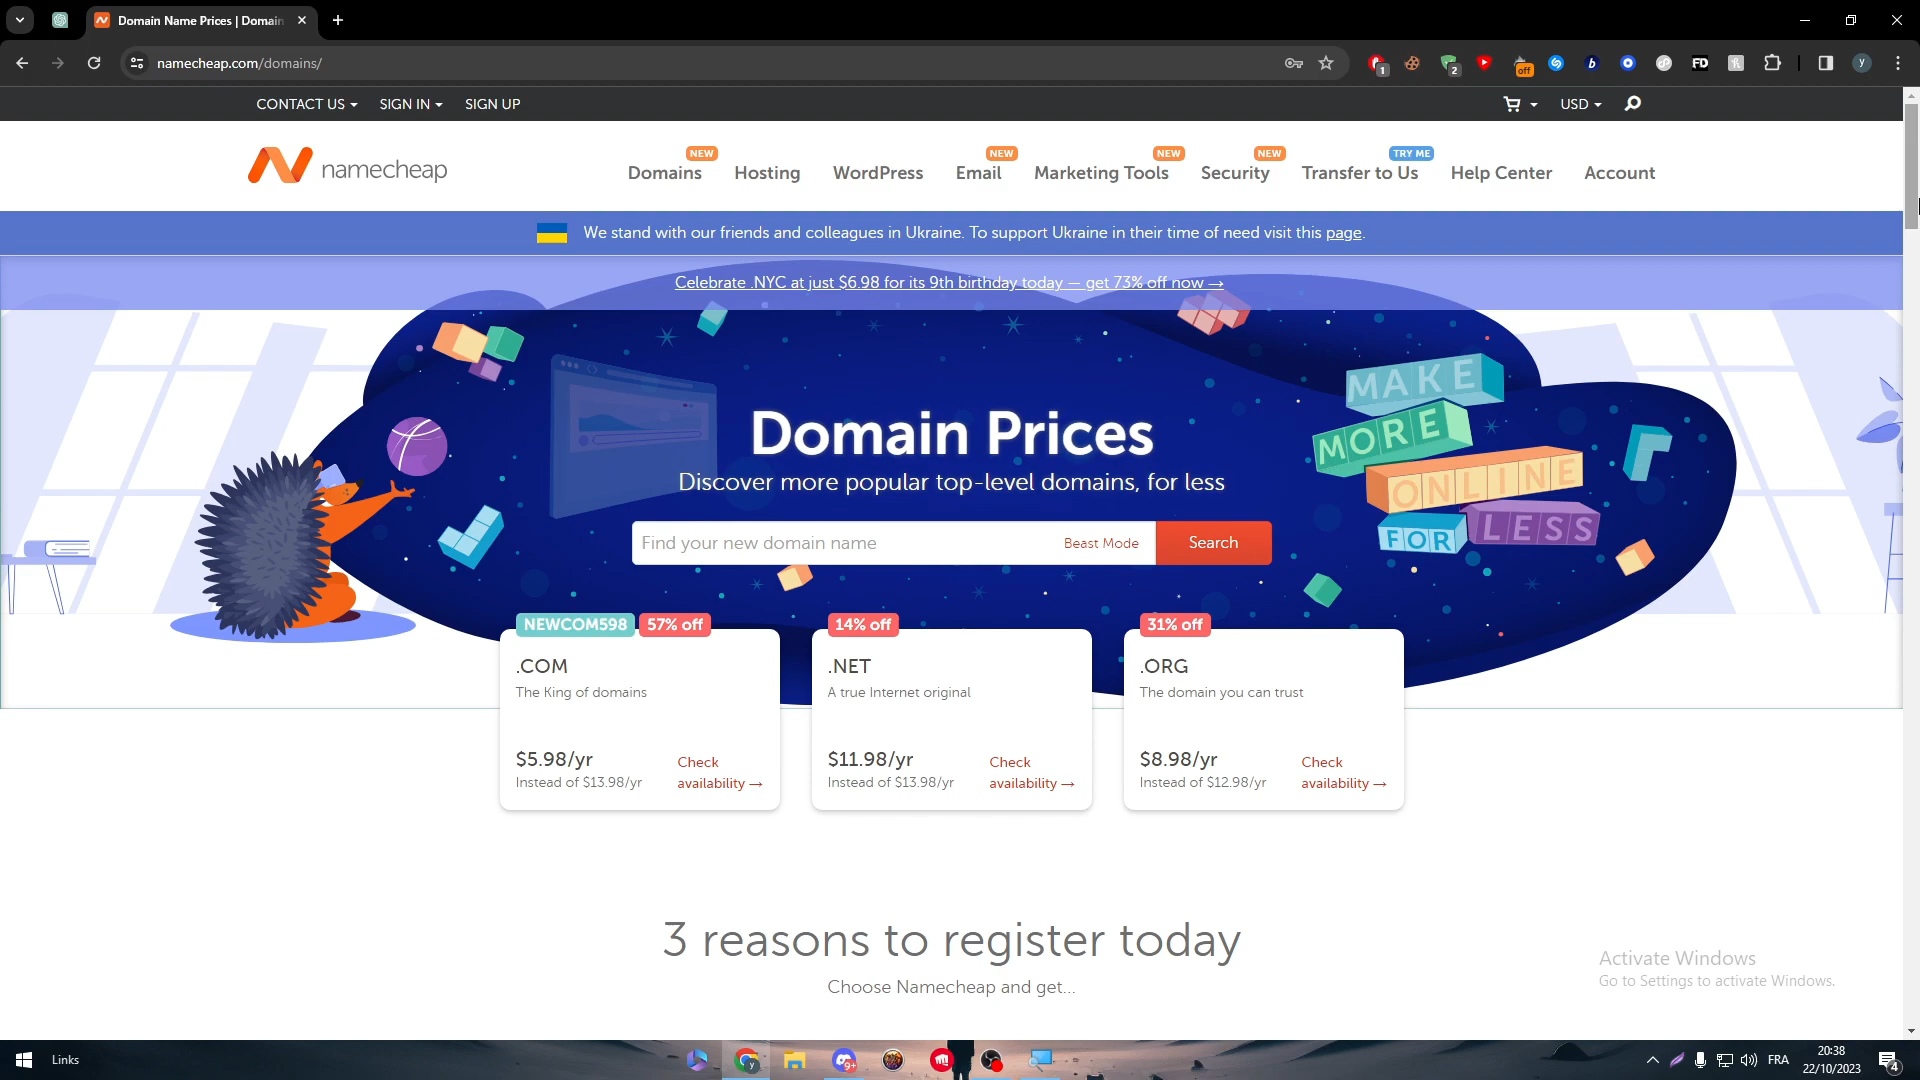 Domain Name Prices | Domain
namecheap.com/domains/
1
2
off
b
FD
y
CONTACT US
SIGN IN
SIGN UP
USD
namecheap
Domains
NEW
Hosting
WordPress
Email
NEW
Marketing Tools
NEW
Security
NEW
Transfer to Us
TRY ME
Help Center
Account
We stand with our friends and colleagues in Ukraine. To support Ukraine in their time of need visit this page.
Celebrate .NYC at just $6.98 for its 9th birthday today — get 73% off now →
MAKE
MORE
ONLINE
FOR LESS
Domain Prices
Discover more popular top-level domains, for less
Find your new domain name
Beast Mode
Search
NEWCOM598
57% off
.COM
The King of domains
$5.98/yr
Instead of $13.98/yr
Check
availability →
14% off
.NET
A true Internet original
$11.98/yr
Instead of $13.98/yr
Check
availability →
31% off
.ORG
The domain you can trust
$8.98/yr
Instead of $12.98/yr
Check
availability →
3 reasons to register today
Choose Namecheap and get...
Activate Windows
Go to Settings to activate Windows.
Links
y
9+
FRA
20:38
22/10/2023
4